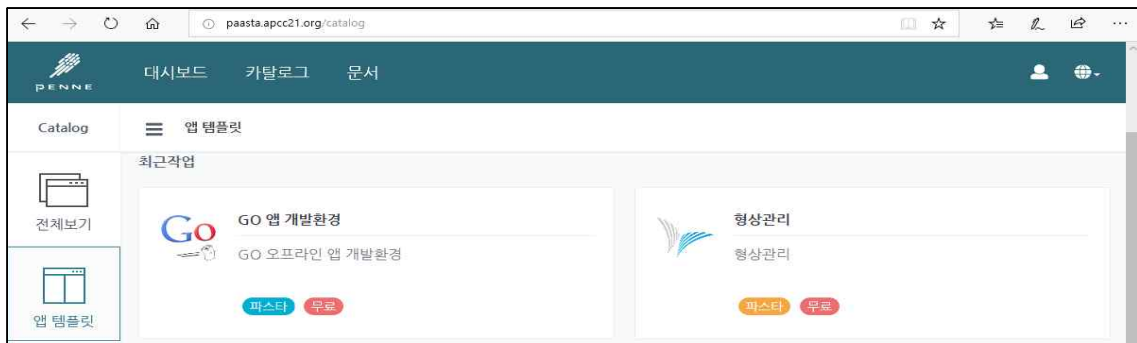 paasta.apcc21.org/catalog
PENNE
대시보드 카탈로그 문서
Catalog
앱 템플릿
최근작업
전체보기
앱 템플릿
GO
GO 앱 개발환경
GO 오프라인 앱 개발환경
파스타 무료
형상관리
형상관리
파스타 무료